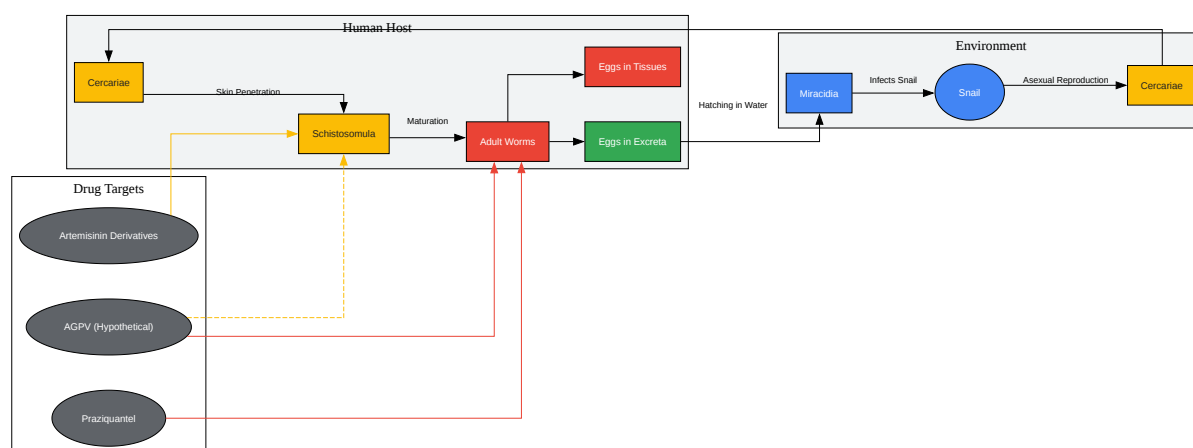 Human Host
Environment
Cercariae
Skin Penetration
Schistosomula
Maturation
Adult Worms
Eggs in Tissues
Eggs in Excreta
Hatching in Water
Miracidia
Infects Snail
Snail
Asexual Reproduction
Cercariae
Drug Targets
Artemisinin Derivatives
AGPV (Hypothetical)
Praziquantel